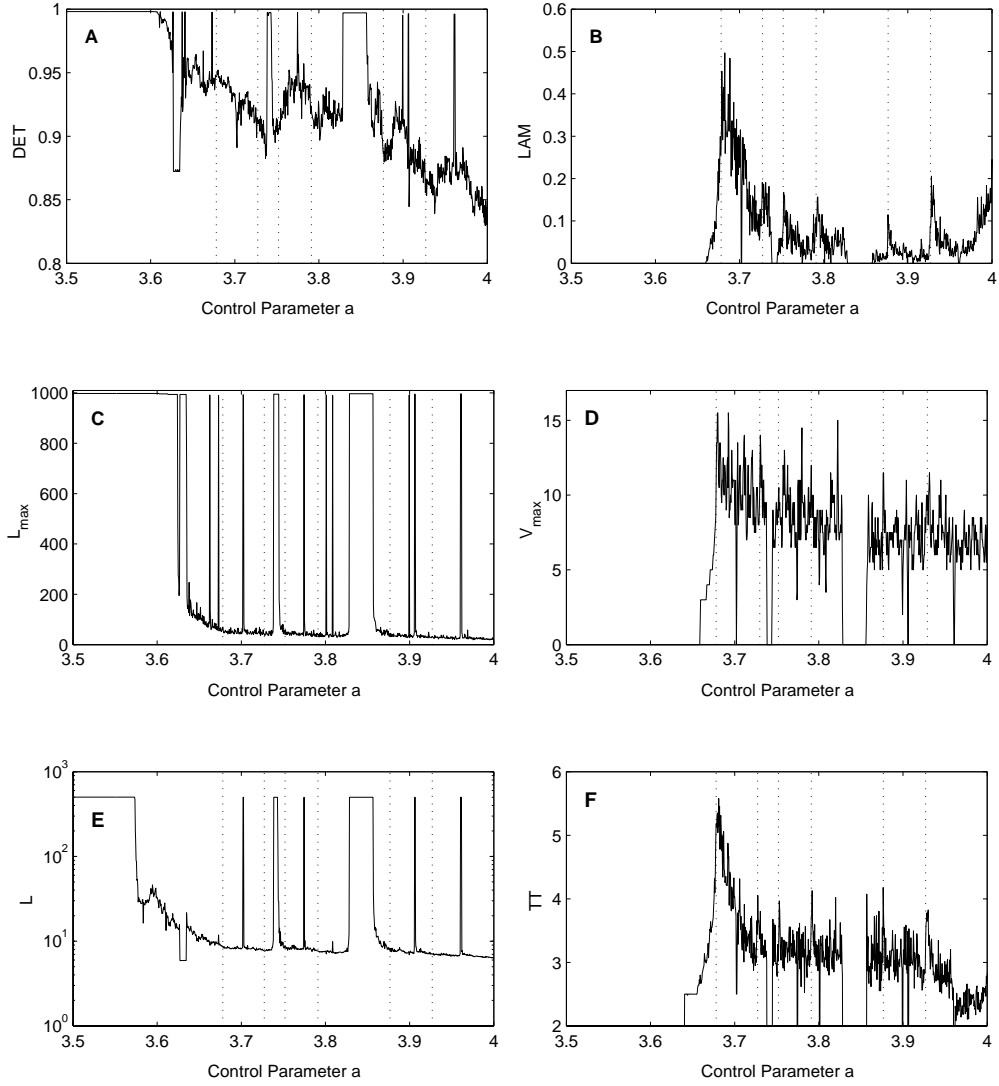 A
DET
1
0.95
0.9
0.85
0.8
3.5 3.6 3.7 3.8 3.9 4
Control Parameter a
B
LAM
0.6
0.5
0.4
0.3
0.2
0.1
0
3.5 3.6 3.7 3.8 3.9 4
Control Parameter a
C
Lmax
1000
800
600
400
200
0
3.5 3.6 3.7 3.8 3.9 4
Control Parameter a
D
Vmax
15
10
5
0
3.5 3.6 3.7 3.8 3.9 4
Control Parameter a
E
L
10^3
10^2
10^1
10^0
3.5 3.6 3.7 3.8 3.9 4
Control Parameter a
F
TT
6
5
4
3
2
3.5 3.6 3.7 3.8 3.9 4
Control Parameter a